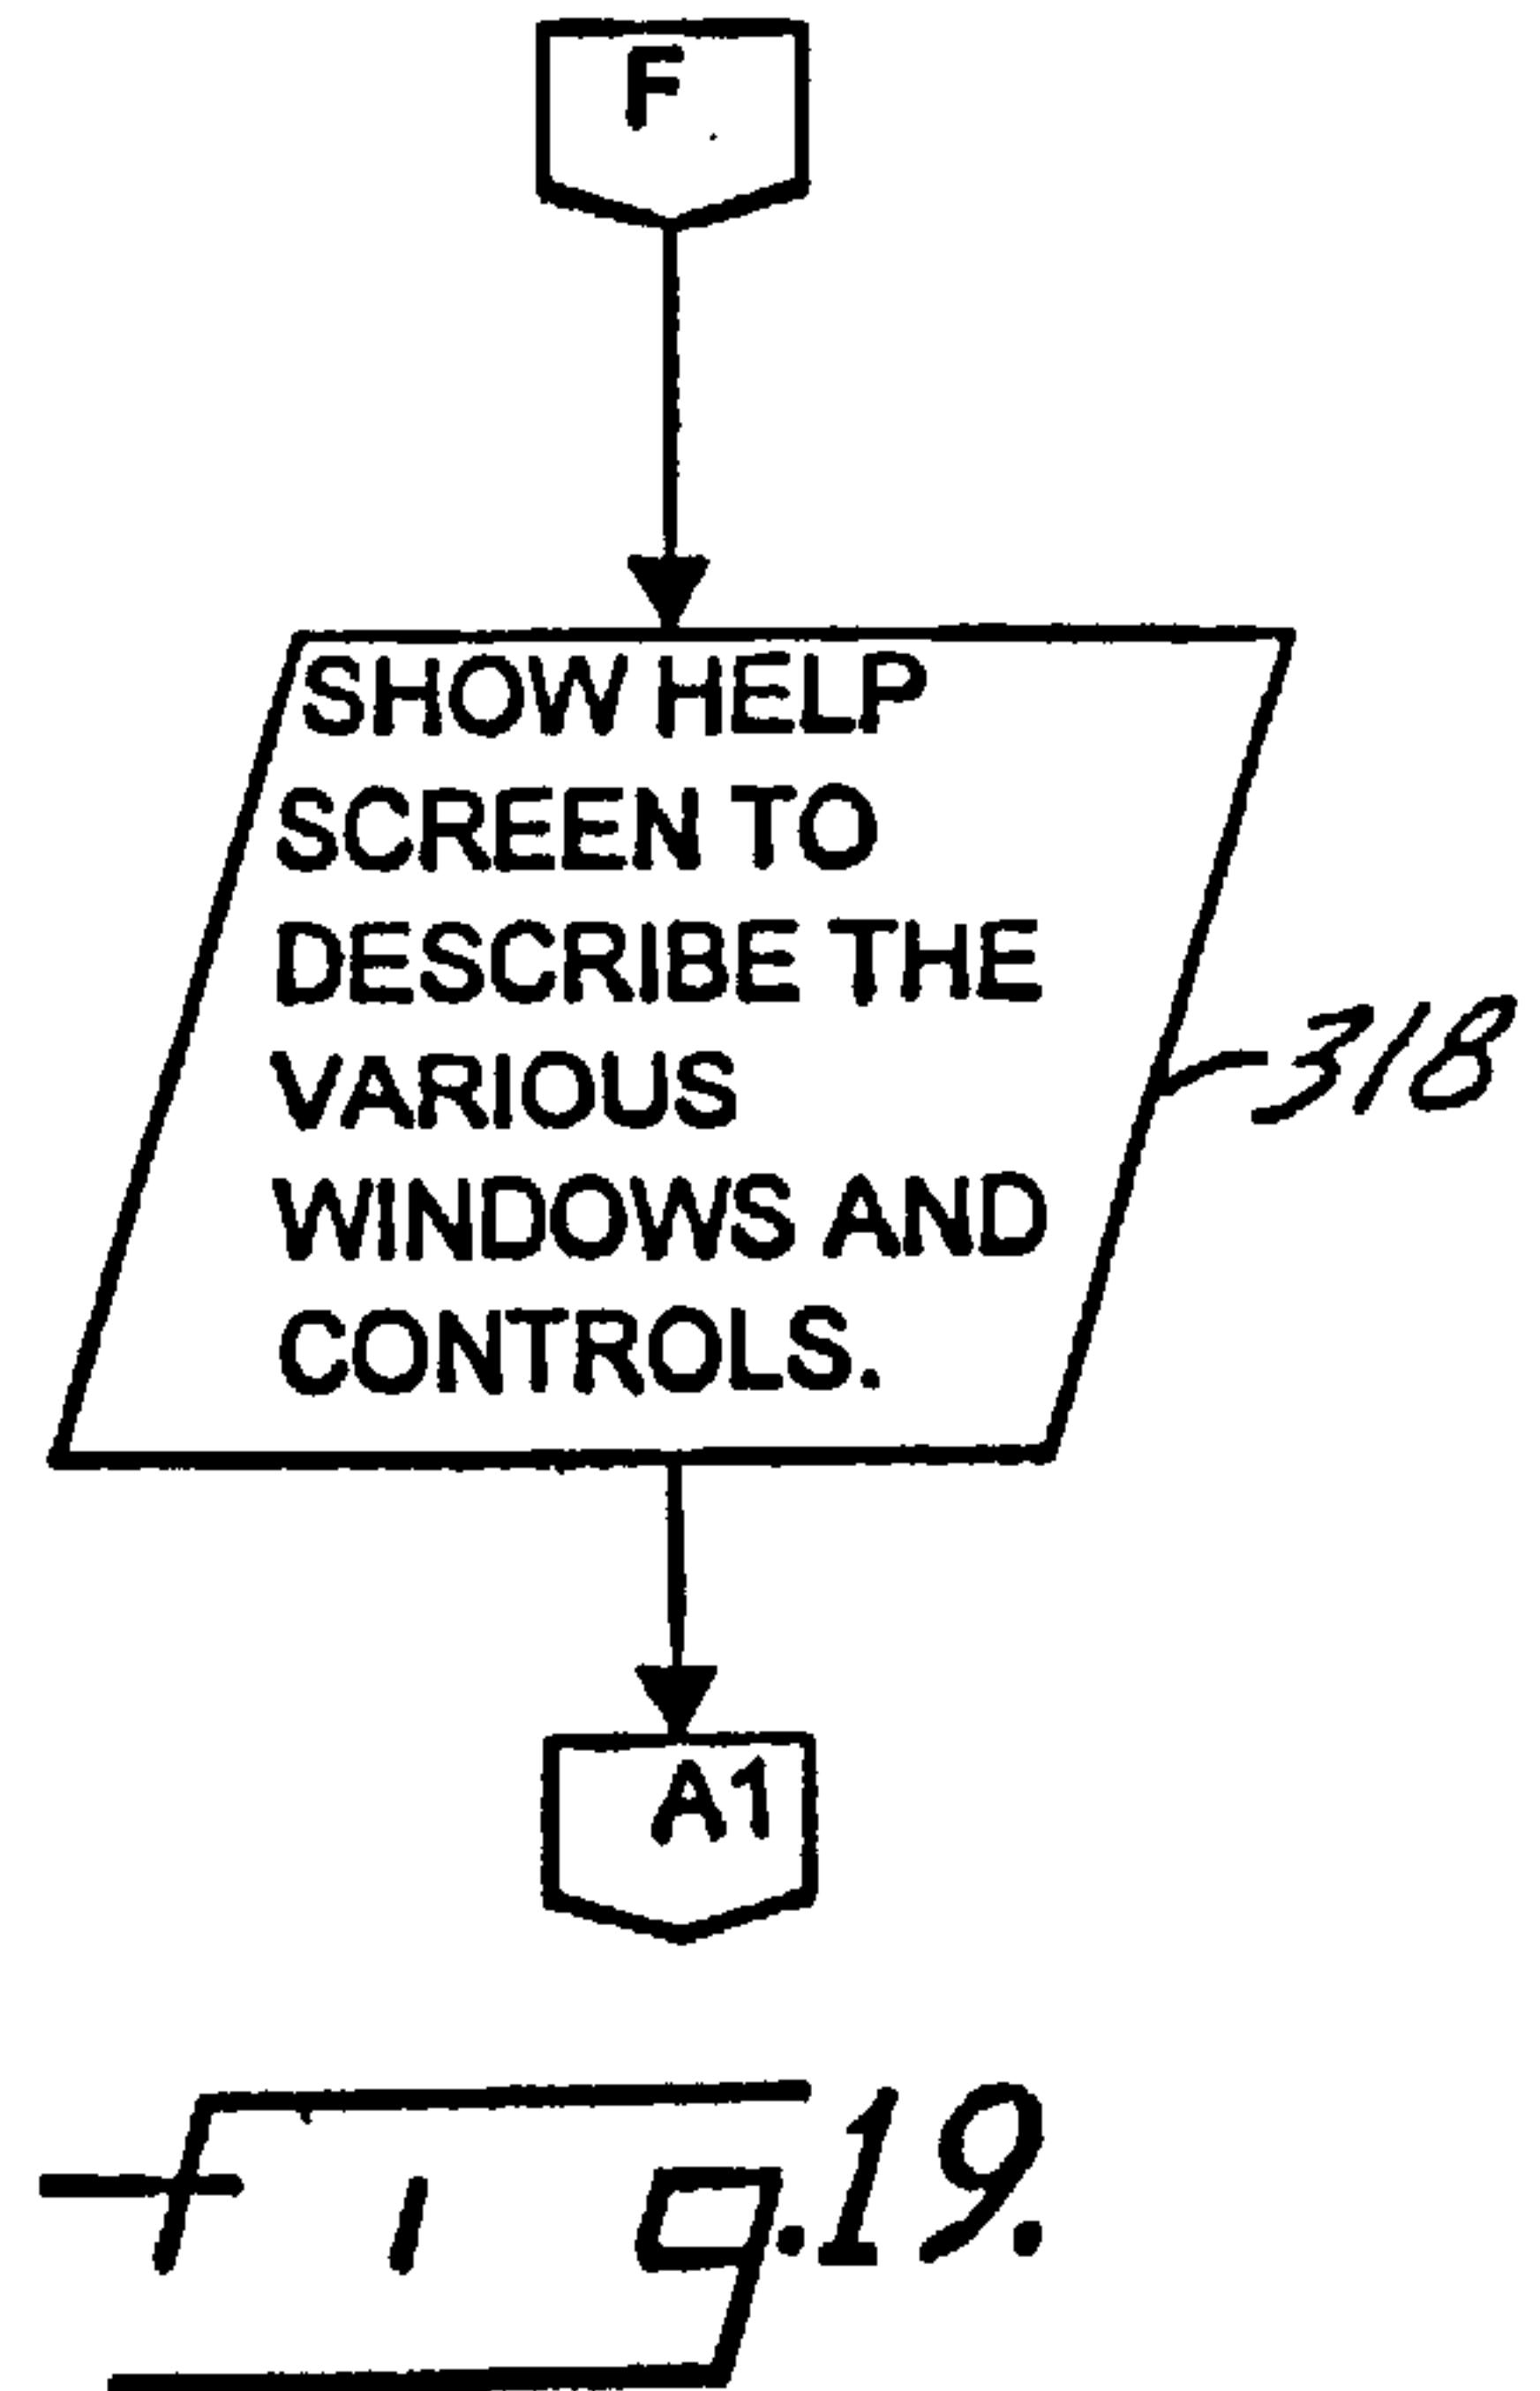 F
SHOW HELP
SCREEN TO
DESCRIBE THE
VARIOUS
WINDOWS AND
CONTROLS.
318
A1
Fig. 19.